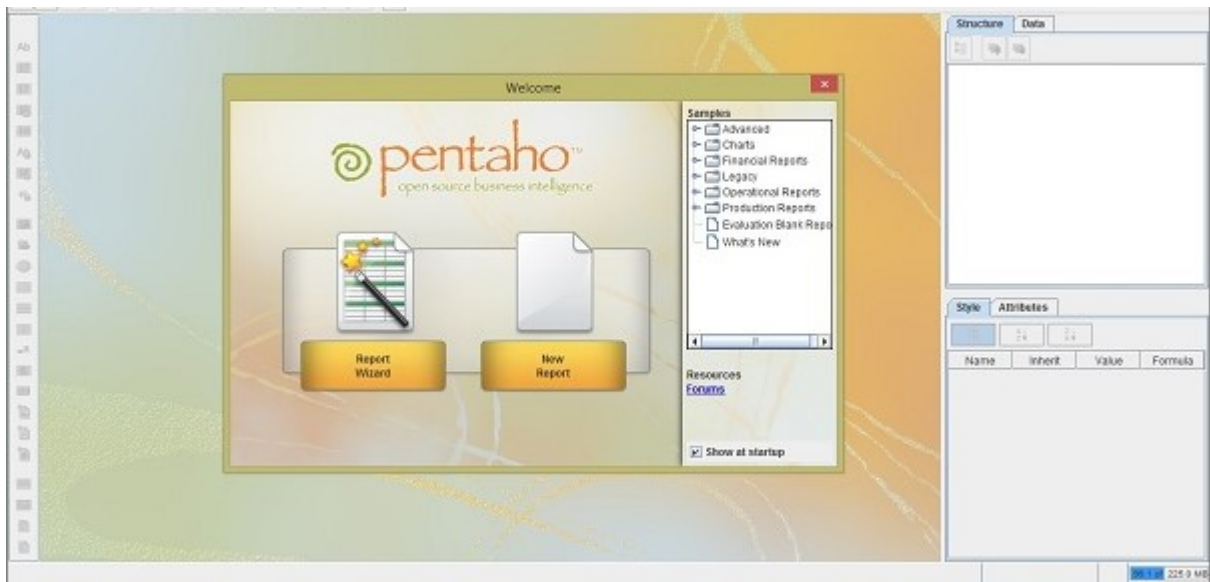 Structure
Data
Welcome
pentaho™
open source business intelligence
Report
Wizard
New
Report
Samples
Advanced
Charts
Financial Reports
Legacy
Operational Reports
Production Reports
Evaluation Blank Repo
What's New
Resources
Forums
Show at startup
Style
Attributes
Name Inherit Value Formula
225.0 MB